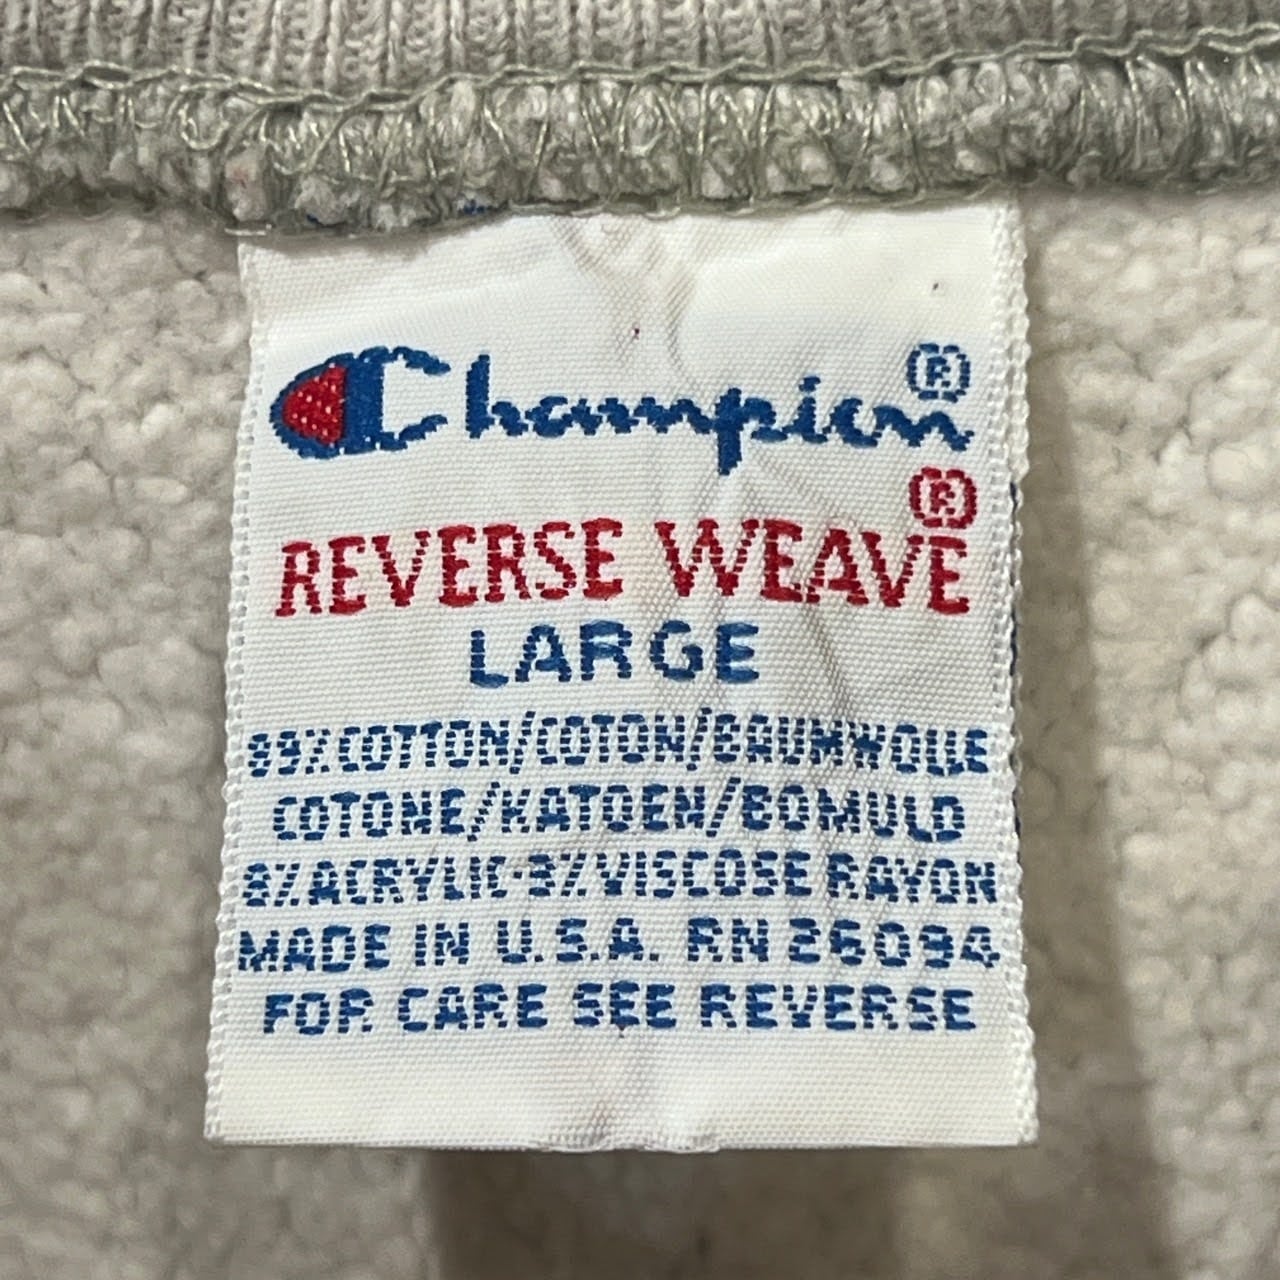 Champion®
REVERSE WEAVE®
LARGE
89% COTTON/COTON/BAUMWOLLE
COTONE/KATOEN/BOMULD
8% ACRYLIC-3% VISCOSE RAYON
MADE IN U.S.A. RN 26094
FOR CARE SEE REVERSE